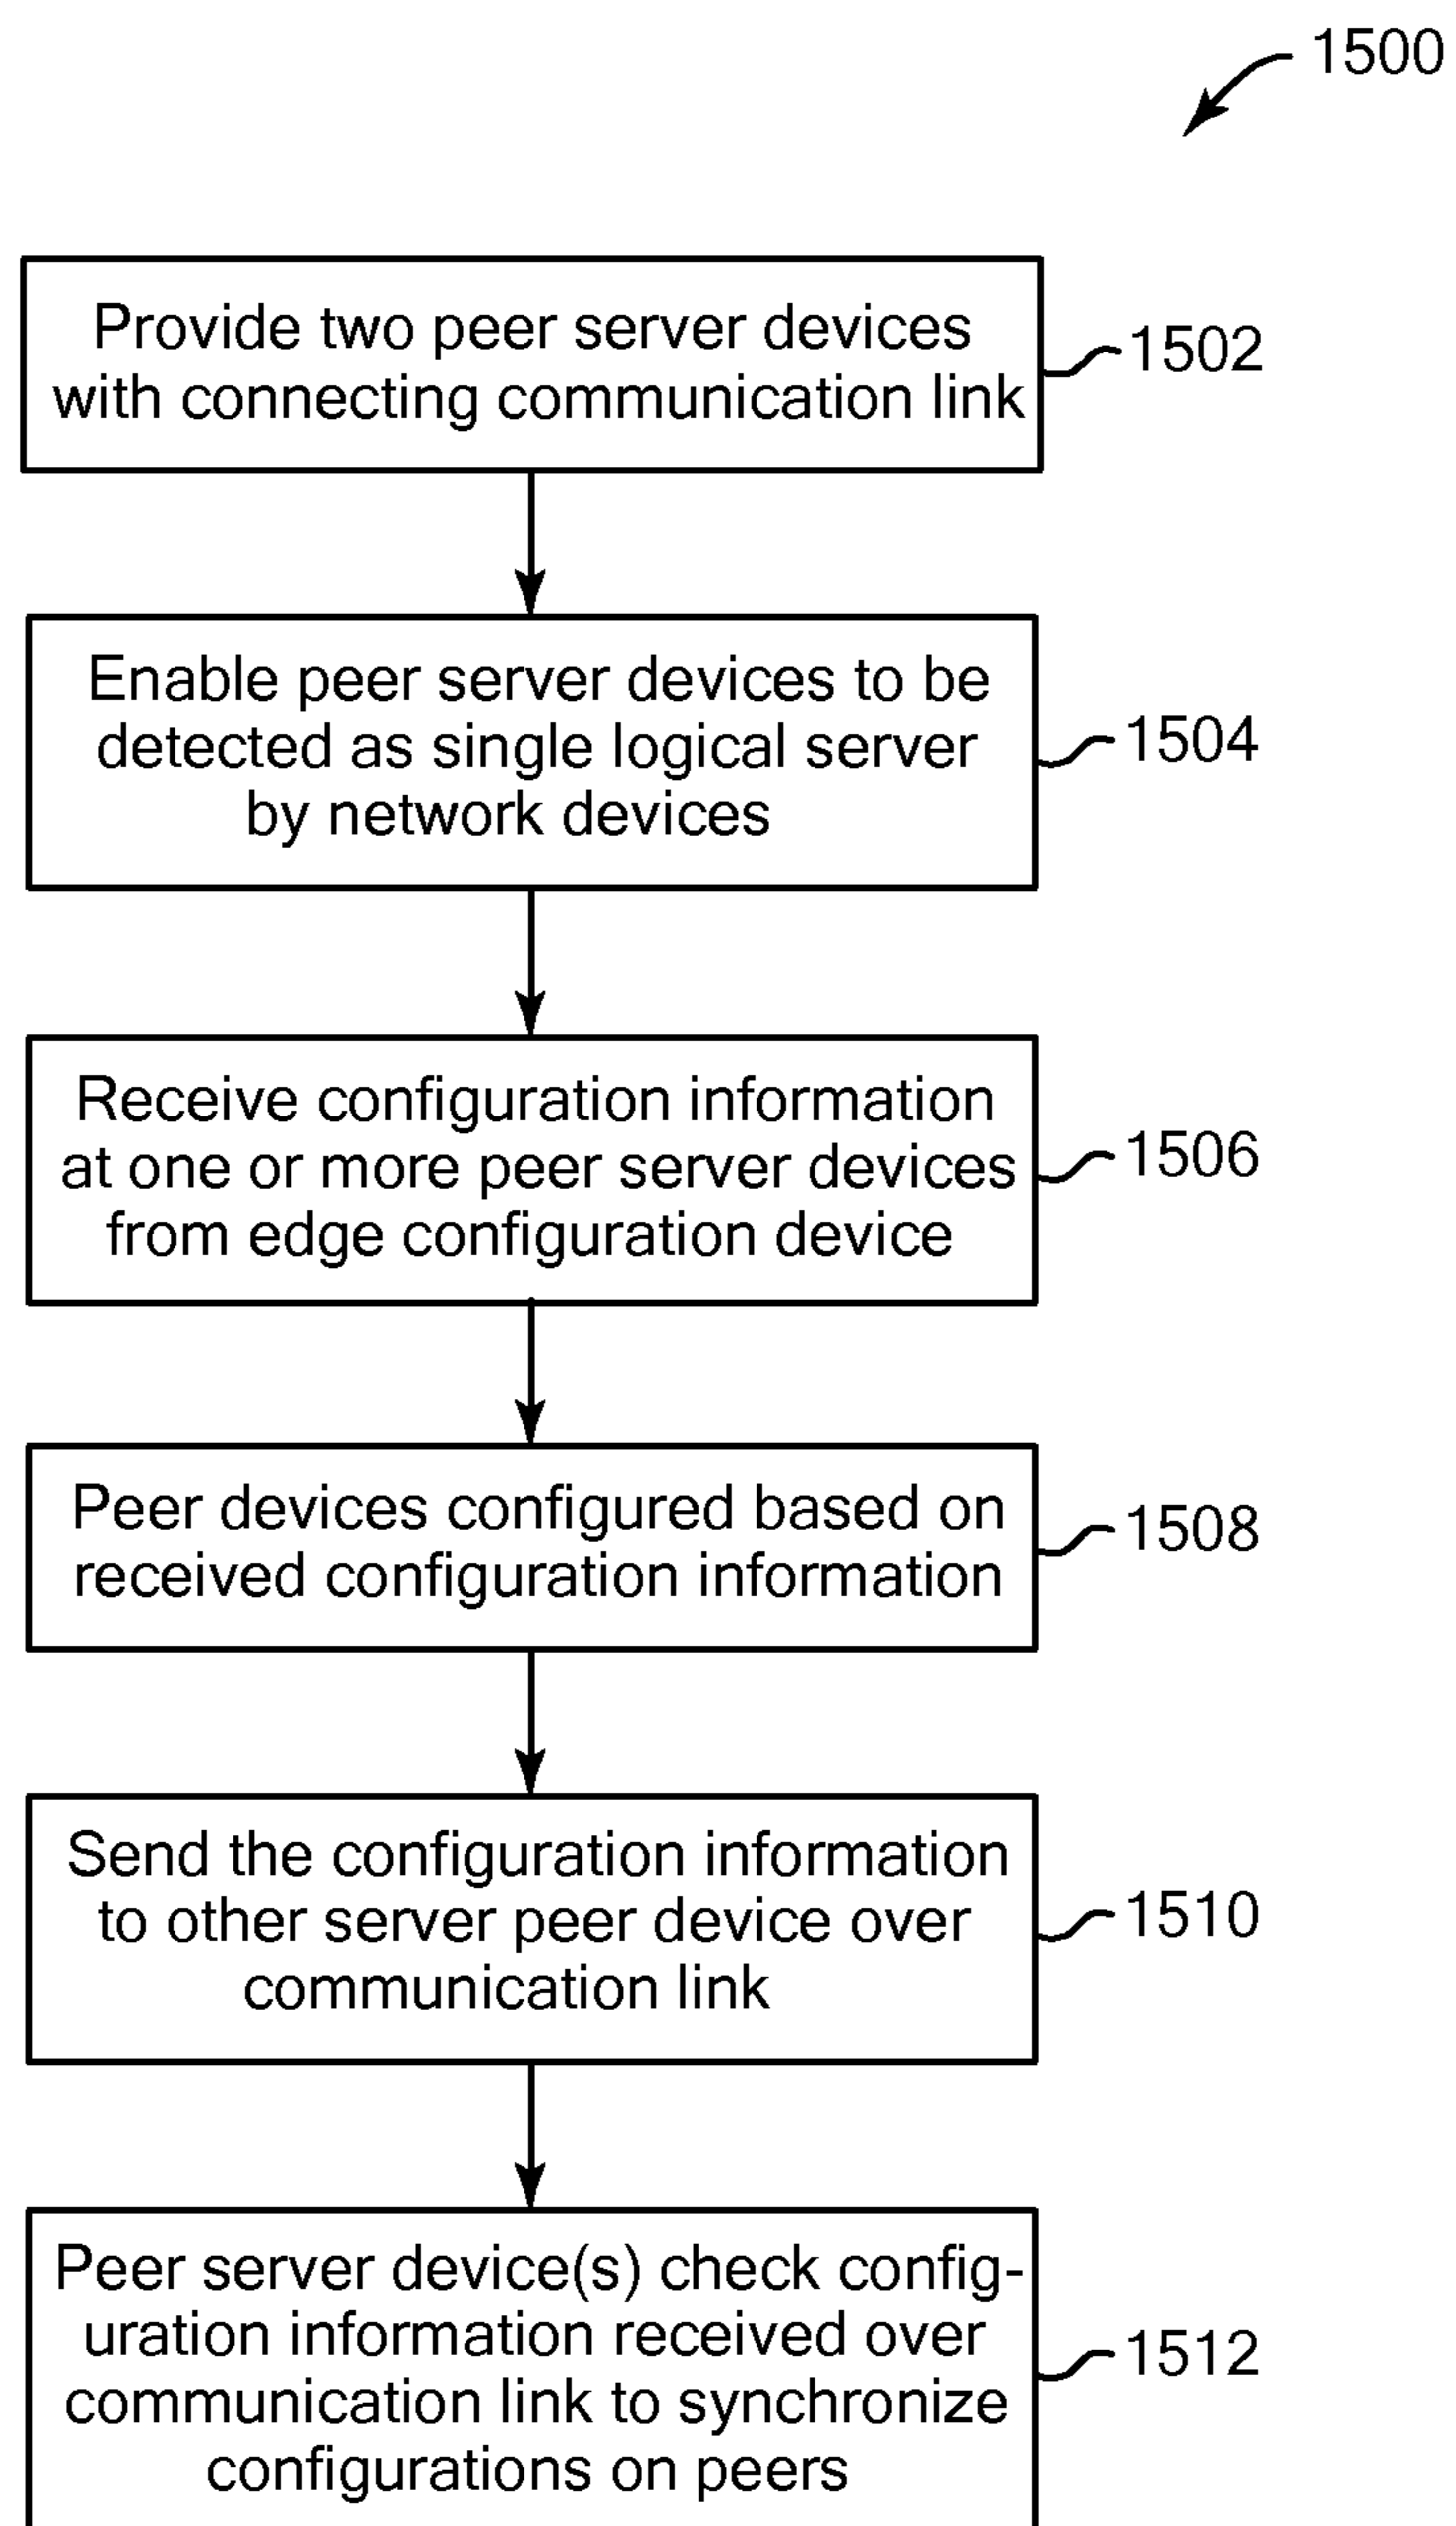 1500
Provide two peer server devices
with connecting communication link
1502
Enable peer server devices to be
detected as single logical server
by network devices
1504
Receive configuration information
at one or more peer server devices
from edge configuration device
1506
Peer devices configured based on
received configuration information
1508
Send the configuration information
to other server peer device over
communication link
1510
Peer server device(s) check config-
uration information received over
communication link to synchronize
configurations on peers
1512